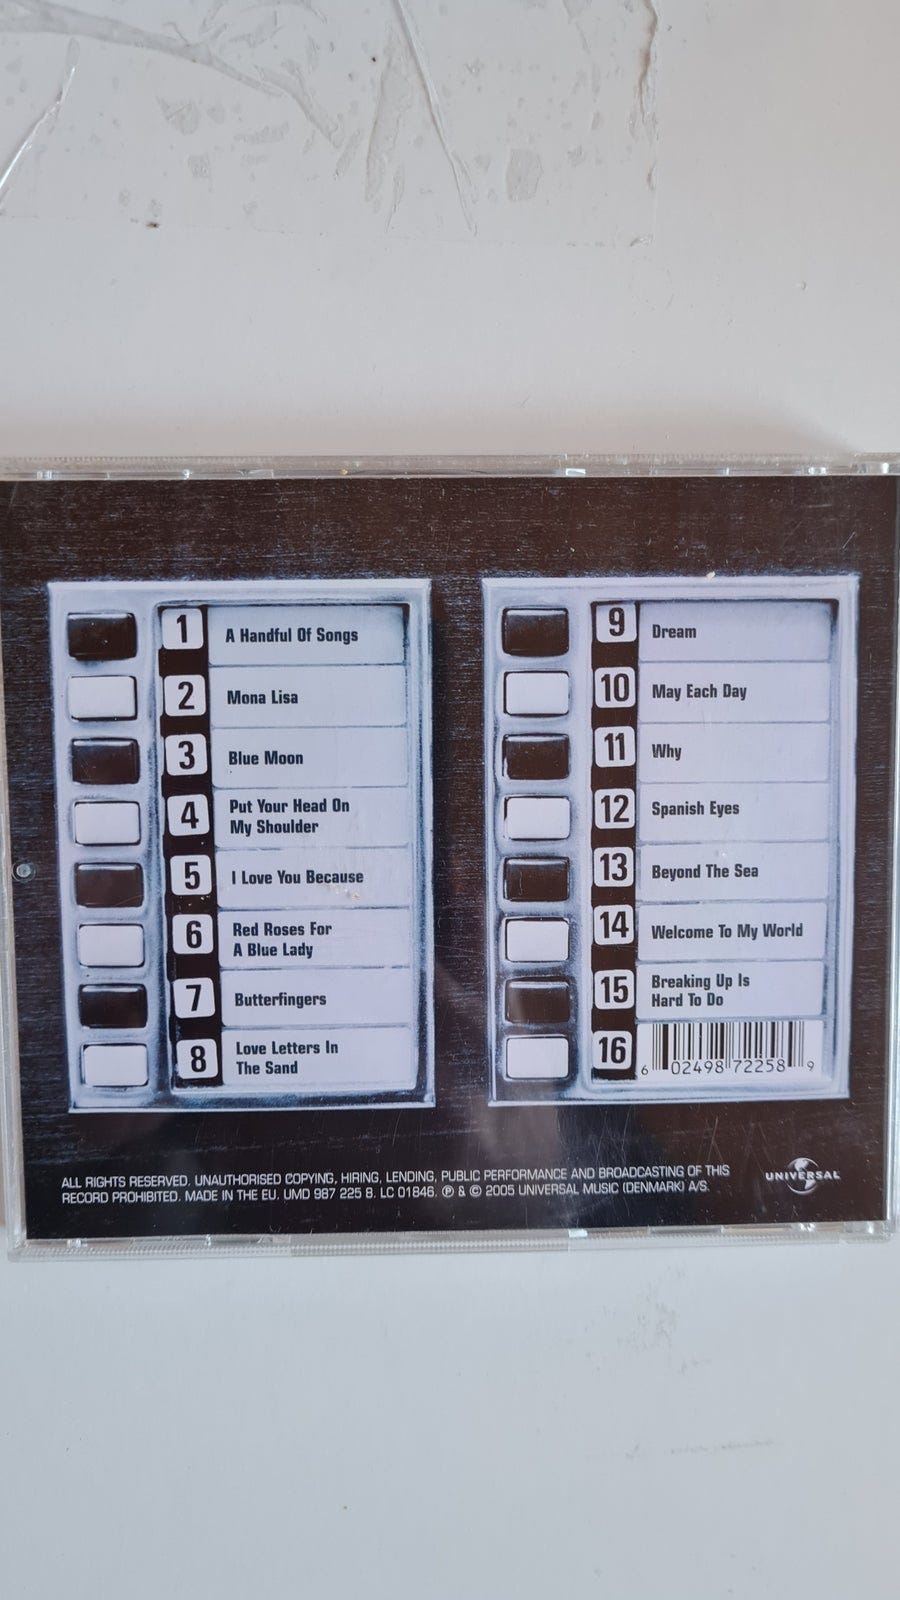 1
A Handful Of Songs
2
Mona Lisa
3
Blue Moon
4
Put Your Head On
My Shoulder
5
I Love You Because
6
Red Roses For
A Blue Lady
7
Butterfingers
8
Love Letters In
The Sand
9
Dream
10
May Each Day
11
Why
12
Spanish Eyes
13
Beyond The Sea
14
Welcome To My World
15
Breaking Up Is
Hard To Do
16
6 02498 72258 9
ALL RIGHTS RESERVED. UNAUTHORISED COPYING, HIRING, LENDING, PUBLIC PERFORMANCE AND BROADCASTING OF THIS
RECORD PROHIBITED. MADE IN THE EU. UMD 987 225 8. LC 01846. ℗ & © 2005 UNIVERSAL MUSIC (DENMARK) A/S.
UNIVERSAL